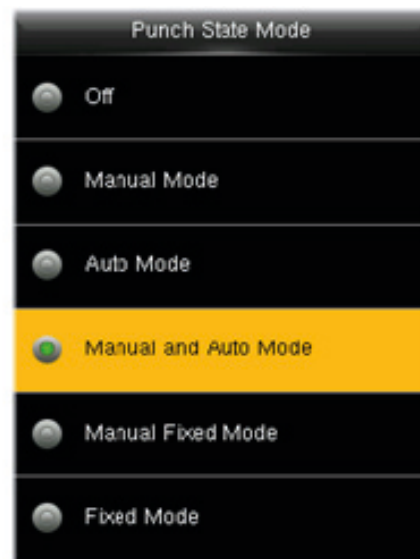 Punch State Mode
Off
Manual Mode
Auto Mode
Manual and Auto Mode
Manual Fixed Mode
Fixed Mode